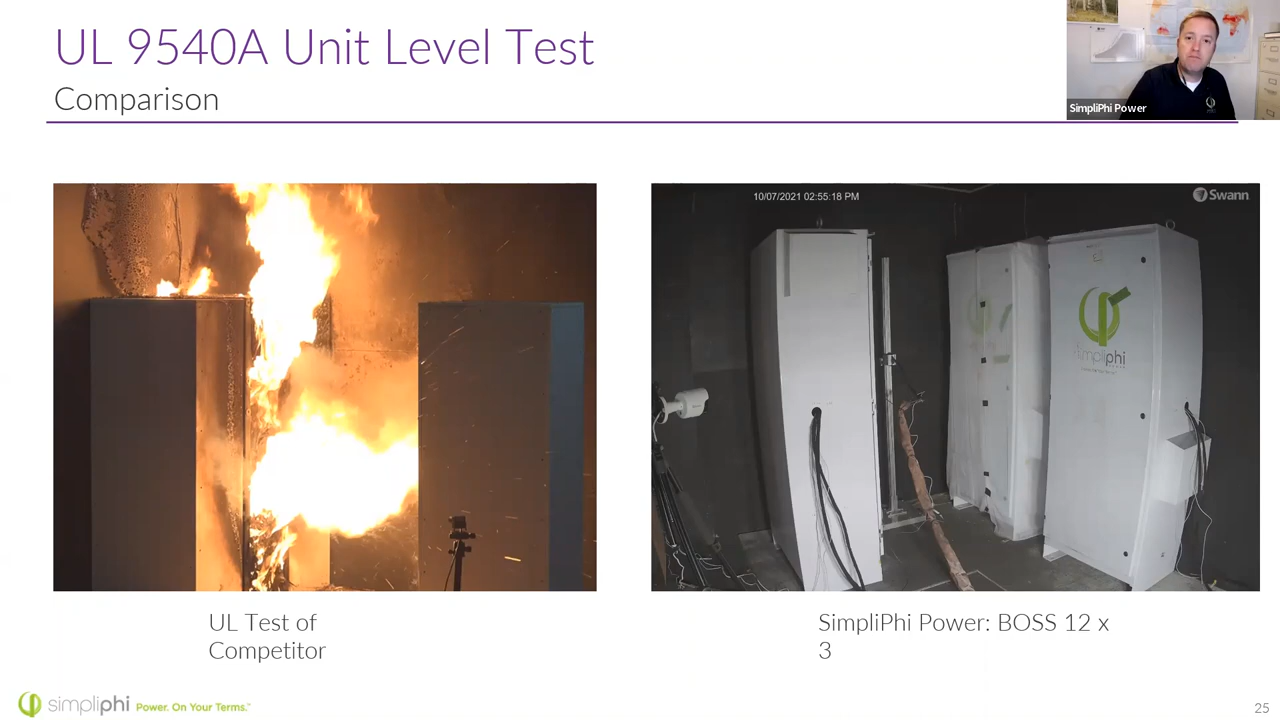 UL 9540A Unit Level Test
Comparison
SimpliPhi Power
10/07/2021 02:55:18 PM
Swann
simpliphi
UL Test of
Competitor
SimpliPhi Power: BOSS 12 x
3
simpliphi Power. On Your Terms.™
25